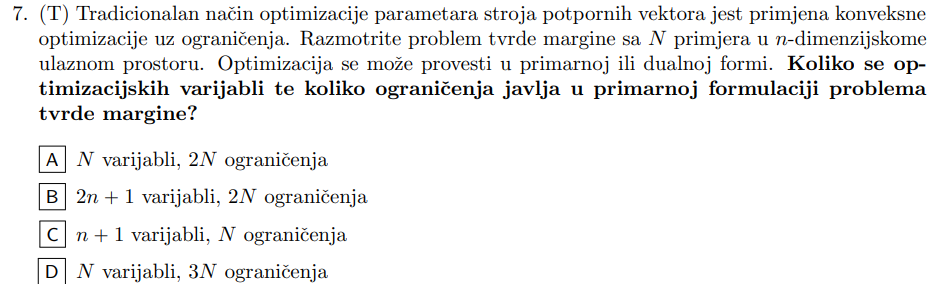 7. (T) Tradicionalan način optimizacije parametara stroja potpornih vektora jest primjena konveksne
optimizacije uz ograničenja. Razmotrite problem tvrde margine sa N primjera u n-dimenzijskome
ulaznom prostoru. Optimizacija se može provesti u primarnoj ili dualnoj formi. Koliko se op-
timizacijskih varijabli te koliko ograničenja javlja u primarnoj formulaciji problema
tvrde margine?
A N varijabli, 2N ograničenja
B 2n + 1 varijabli, 2N ograničenja
C n + 1 varijabli, N ograničenja
D N varijabli, 3N ograničenja